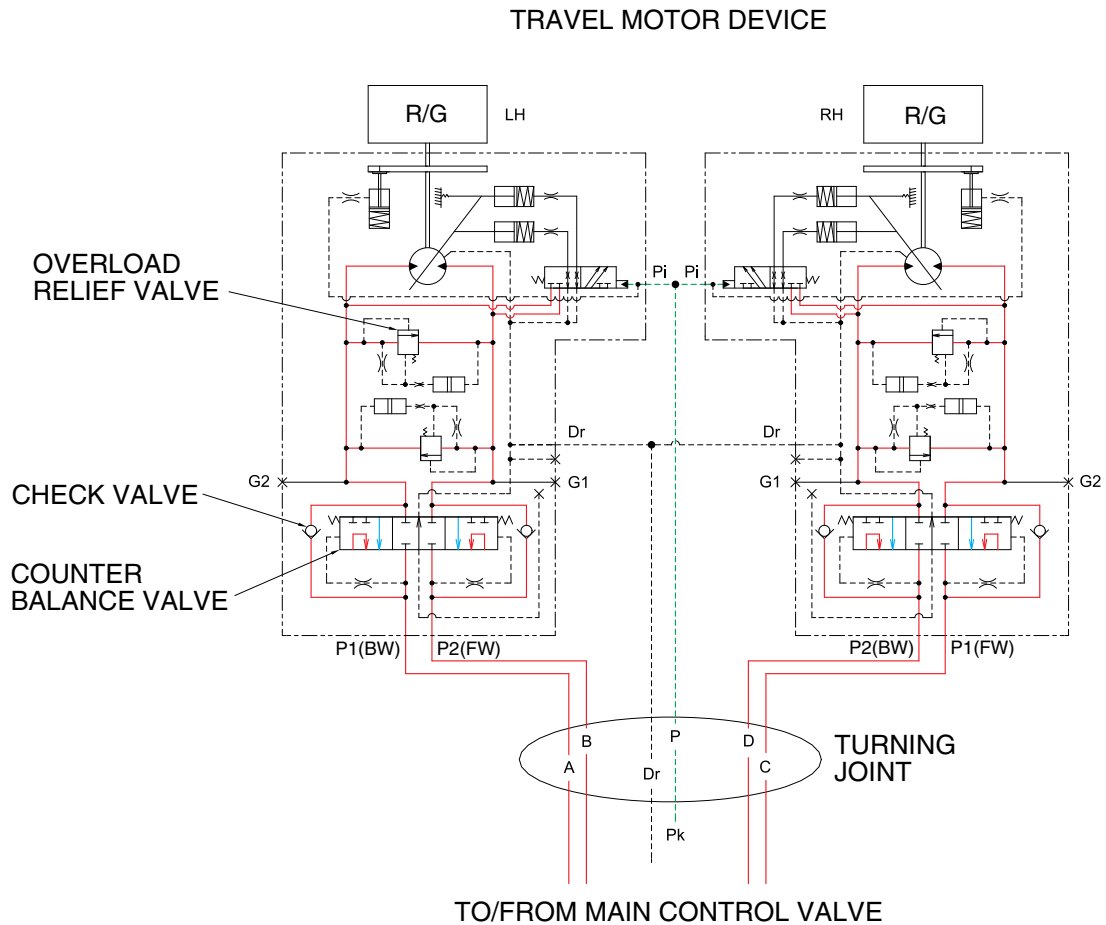 TRAVEL MOTOR DEVICE
R/G
LH
RH
R/G
OVERLOAD
RELIEF VALVE
Pi
Pi
Dr
Dr
G2
G1
G1
G2
CHECK VALVE
COUNTER
BALANCE VALVE
P1(BW)
P2(FW)
P2(BW)
P1(FW)
B
P
D
TURNING
JOINT
A
Dr
C
Pk
TO/FROM MAIN CONTROL VALVE